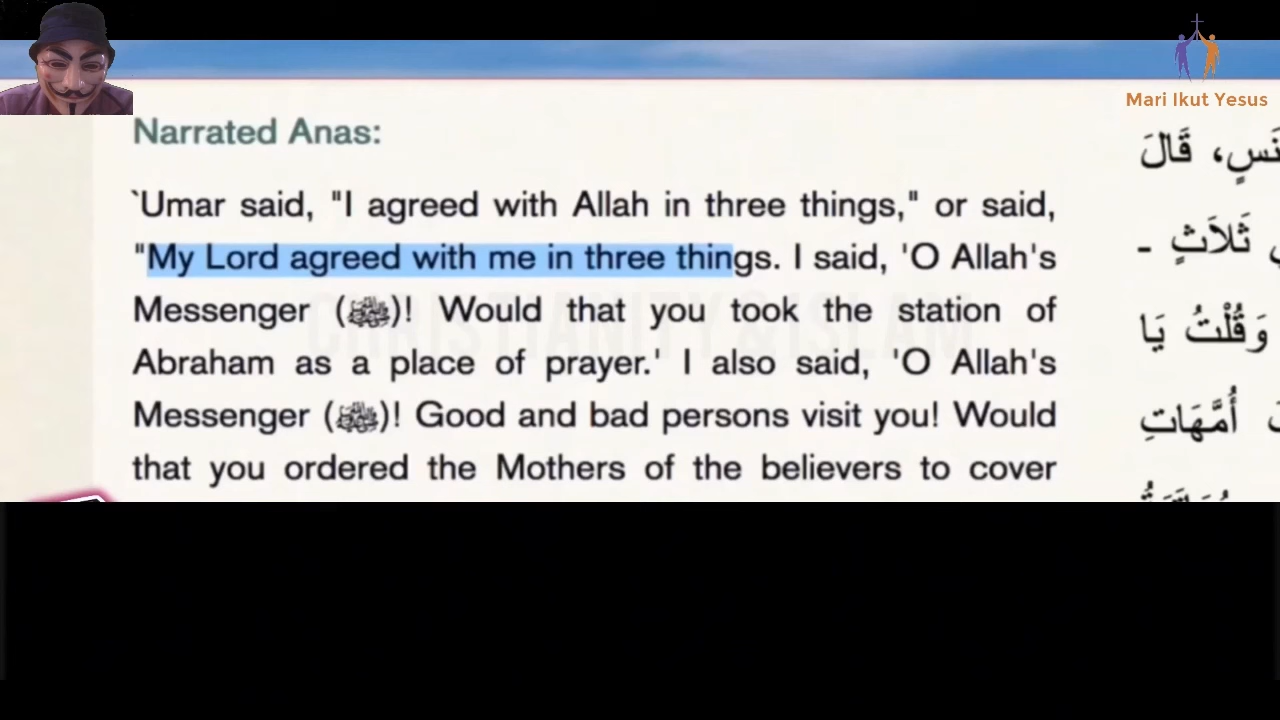 Mari Ikut Yesus
Narrated Anas:
`Umar said, "I agreed with Allah in three things," or said,
"My Lord agreed with me in three things. I said, 'O Allah's
Messenger (ﷺ)! Would that you took the station of
Abraham as a place of prayer.' I also said, 'O Allah's
Messenger (ﷺ)! Good and bad persons visit you! Would
that you ordered the Mothers of the believers to cover
CHRISTIANITY & ISLAM
قَالَ
ثَلاَثٍ ـ
وَقُلْتُ يَا
أُمَّهَاتِ